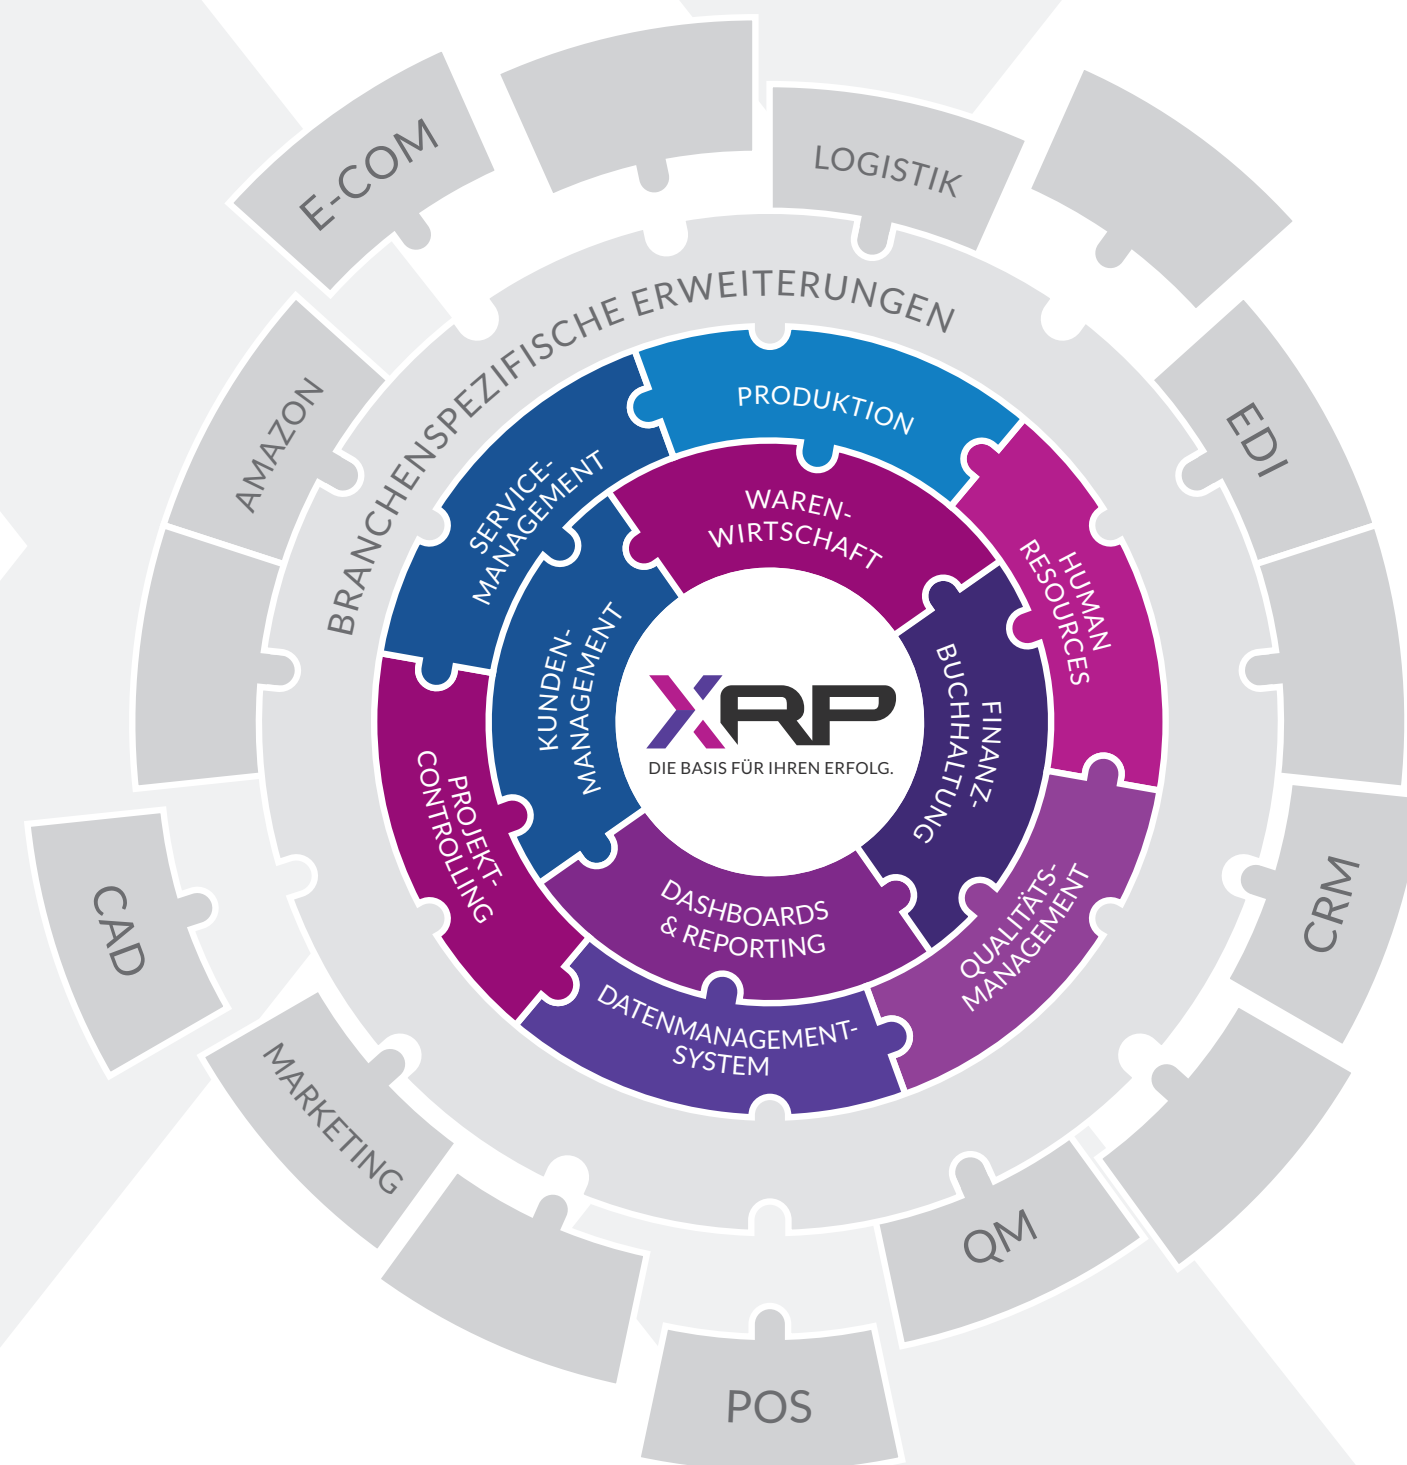 E-COM
LOGISTIK
AMAZON
EDI
BRANCHENSPEZIFISCHE ERWEITERUNGEN
PRODUKTION
SERVICE-
MANAGEMENT
HUMAN
RESOURCES
WAREN-
WIRTSCHAFT
KUNDEN-
MANAGEMENT
FINANZ-
BUCHHALTUNG
XRP
DIE BASIS FÜR IHREN ERFOLG.
PROJEKT-
CONTROLLING
DASHBOARDS
& REPORTING
QUALITÄTS-
MANAGEMENT
DATENMANAGEMENT-
SYSTEM
CAD
CRM
MARKETING
QM
POS